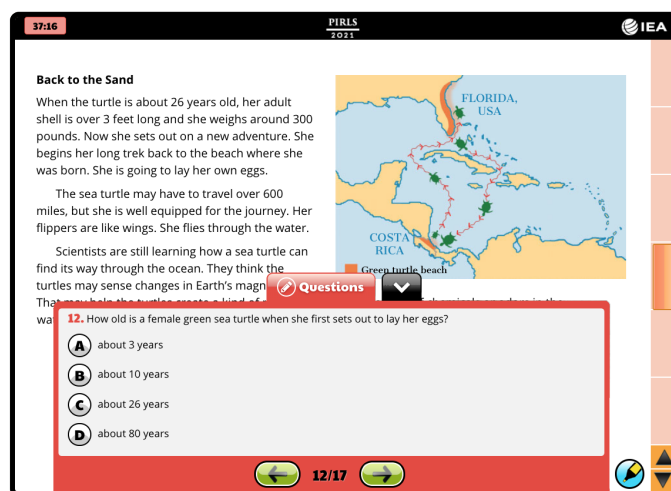 37:16
PIRLS
2021
IEA
Back to the Sand
When the turtle is about 26 years old, her adult
shell is over 3 feet long and she weighs around 300
pounds. Now she sets out on a new adventure. She
begins her long trek back to the beach where she
was born. She is going to lay her own eggs.
The sea turtle may have to travel over 600
miles, but she is well equipped for the journey. Her
flippers are like wings. She flies through the water.
Scientists are still learning how a sea turtle can
find its way through the ocean. They think the
turtles may sense changes in Earth's magn
FLORIDA,
USA
COSTA
RICA
Green turtle beach
Questions
12. How old is a female green sea turtle when she first sets out to lay her eggs?
A about 3 years
B about 10 years
C about 26 years
D about 80 years
12/17